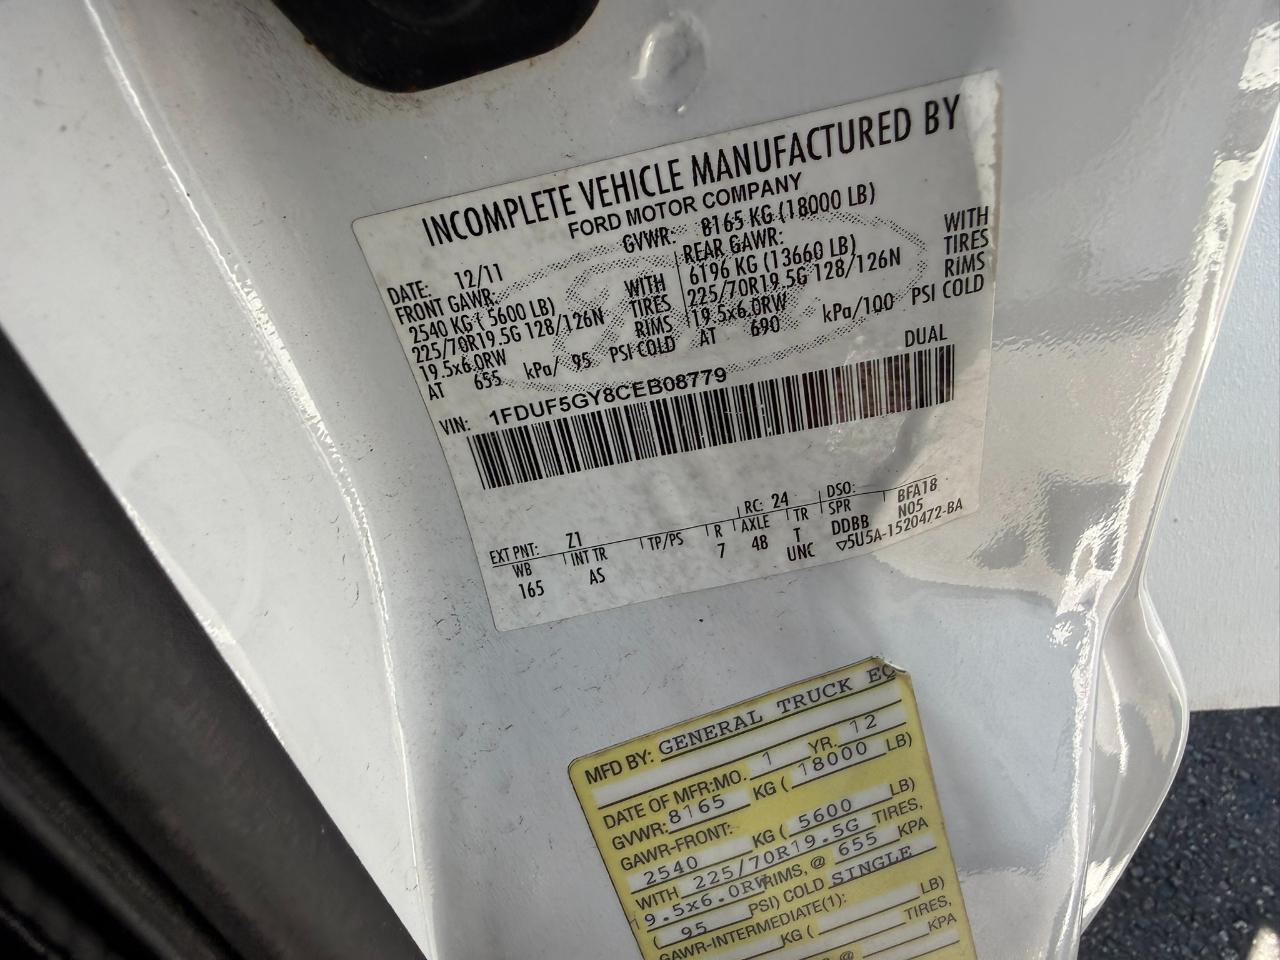 INCOMPLETE VEHICLE MANUFACTURED BY
FORD MOTOR COMPANY
DATE: 12/11 GVWR: 8165 KG (18000 LB)
FRONT GAWR: REAR GAWR:
2540 KG ( 5600 LB) WITH 6196 KG (13660 LB) WITH
225/70R19.5G 128/126N TIRES 225/70R19.5G 128/126N TIRES
19.5x6.0RW RIMS 19.5x6.0RW RIMS
AT 655 kPa/ 95 PSI COLD AT 690 kPa/100 PSI COLD
VIN: 1FDUF5GY8CEB08779 DUAL
EXT PNT: Z1 RC: 24 DSO:
WB INT TR TP/PS R AXLE TR SPR BFA18
165 AS 7 48 T DDBB N05
UNC ▽5U5A-1520472-BA
MFD BY: GENERAL TRUCK EQ
DATE OF MFR:MO. 1 YR. 12
GVWR: 8165 KG ( 18000 LB)
GAWR-FRONT:
2540 KG ( 5600 LB)
WITH 225/70R19.5G TIRES,
9.5x6.0RW RIMS, @ 655 KPA
( 95 PSI) COLD SINGLE
GAWR-INTERMEDIATE(1):
KG ( LB)
TIRES,
@ KPA